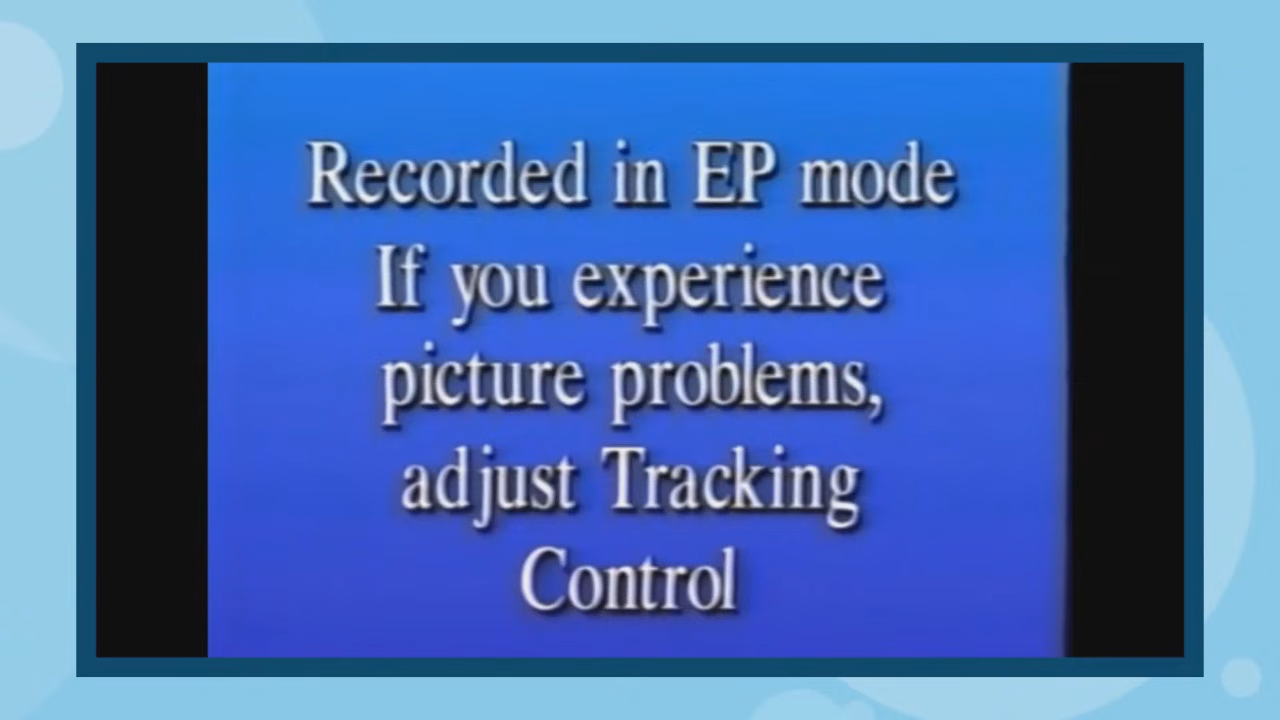 Recorded in EP mode
If you experience
picture problems,
adjust Tracking
Control